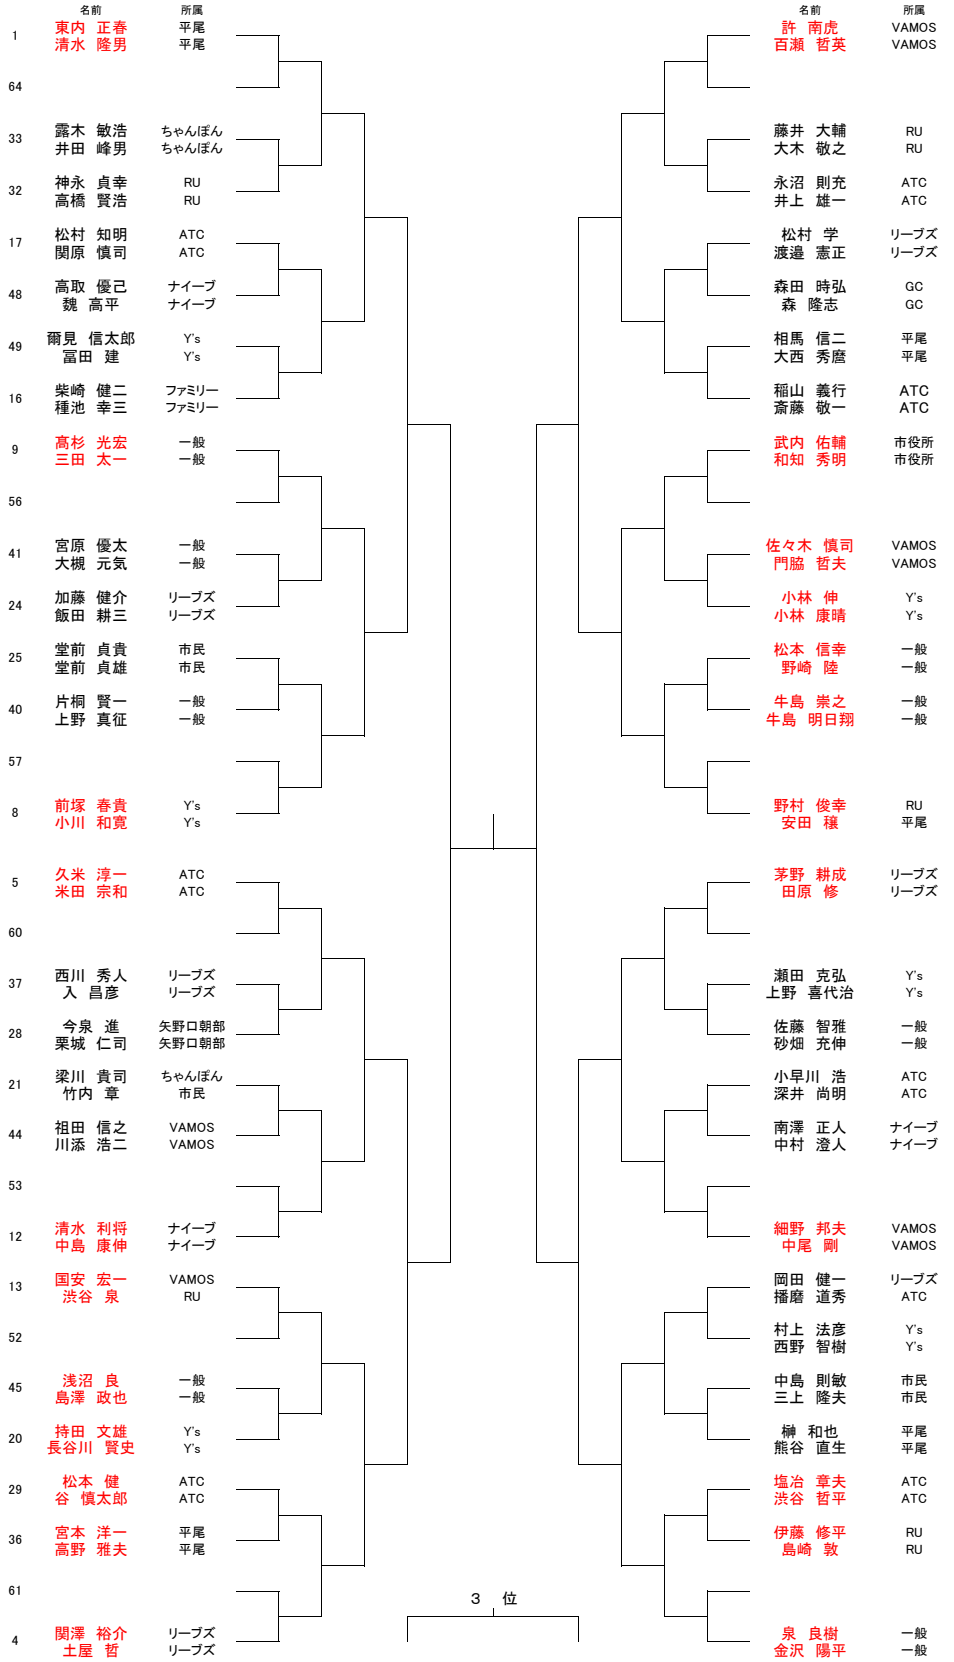 名前 所属
1 東内 正春 平尾
清水 隆男 平尾
64
33 露木 敏浩 ちゃんぽん
井田 峰男 ちゃんぽん
32 神永 貞幸 RU
高橋 賢浩 RU
17 松村 知明 ATC
関原 慎司 ATC
48 高取 優己 ナイーブ
魏 高平 ナイーブ
49 爾見 信太郎 Y's
冨田 建 Y's
16 柴崎 健二 ファミリー
種池 幸三 ファミリー
9 髙杉 光宏 一般
三田 太一 一般
56
41 宮原 優太 一般
大槻 元気 一般
24 加藤 健介 リーブズ
飯田 耕三 リーブズ
25 堂前 貞貴 市民
堂前 貞雄 市民
40 片桐 賢一 一般
上野 真征 一般
57
8 前塚 春貴 Y's
小川 和寛 Y's
5 久米 淳一 ATC
米田 宗和 ATC
60
37 西川 秀人 リーブズ
入 昌彦 リーブズ
28 今泉 進 矢野口朝部
栗城 仁司 矢野口朝部
21 梁川 貴司 ちゃんぽん
竹内 章 市民
44 祖田 信之 VAMOS
川添 浩二 VAMOS
53
12 清水 利将 ナイーブ
中島 康伸 ナイーブ
13 国安 宏一 VAMOS
渋谷 泉 RU
52
45 浅沼 良 一般
島澤 政也 一般
20 持田 文雄 Y's
長谷川 賢史 Y's
29 松本 健 ATC
谷 慎太郎 ATC
36 宮本 洋一 平尾
高野 雅夫 平尾
61
4 関澤 裕介 リーブズ
土屋 哲 リーブズ
名前 所属
許 南虎 VAMOS
百瀬 哲英 VAMOS
藤井 大輔 RU
大木 敬之 RU
永沼 則充 ATC
井上 雄一 ATC
松村 学 リーブズ
渡邉 憲正 リーブズ
森田 時弘 GC
森 隆志 GC
相馬 信二 平尾
大西 秀麿 平尾
稲山 義行 ATC
斎藤 敬一 ATC
武内 佑輔 市役所
和知 秀明 市役所
佐々木 慎司 VAMOS
門脇 哲夫 VAMOS
小林 伸 Y's
小林 康晴 Y's
松本 信幸 一般
野崎 陸 一般
牛島 崇之 一般
牛島 明日翔 一般
野村 俊幸 RU
安田 穣 平尾
茅野 耕成 リーブズ
田原 修 リーブズ
瀬田 克弘 Y's
上野 喜代治 Y's
佐藤 智雅 一般
砂畑 充伸 一般
小早川 浩 ATC
深井 尚明 ATC
南澤 正人 ナイーブ
中村 澄人 ナイーブ
細野 邦夫 VAMOS
中尾 剛 VAMOS
岡田 健一 リーブズ
播磨 道秀 ATC
村上 法彦 Y's
西野 智樹 Y's
中島 則敏 市民
三上 隆夫 市民
榊 和也 平尾
熊谷 直生 平尾
塩冶 章夫 ATC
渋谷 哲平 ATC
伊藤 修平 RU
島崎 敦 RU
泉 良樹 一般
金沢 陽平 一般
３ 位